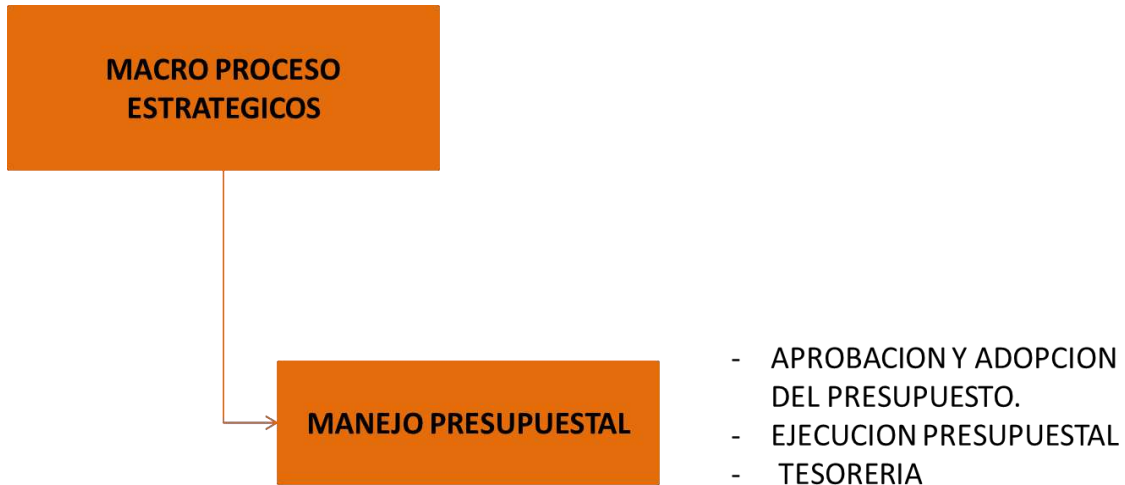 MACRO PROCESO
ESTRATEGICOS
MANEJO PRESUPUESTAL
- APROBACION Y ADOPCION
DEL PRESUPUESTO.
- EJECUCION PRESUPUESTAL
- TESORERIA